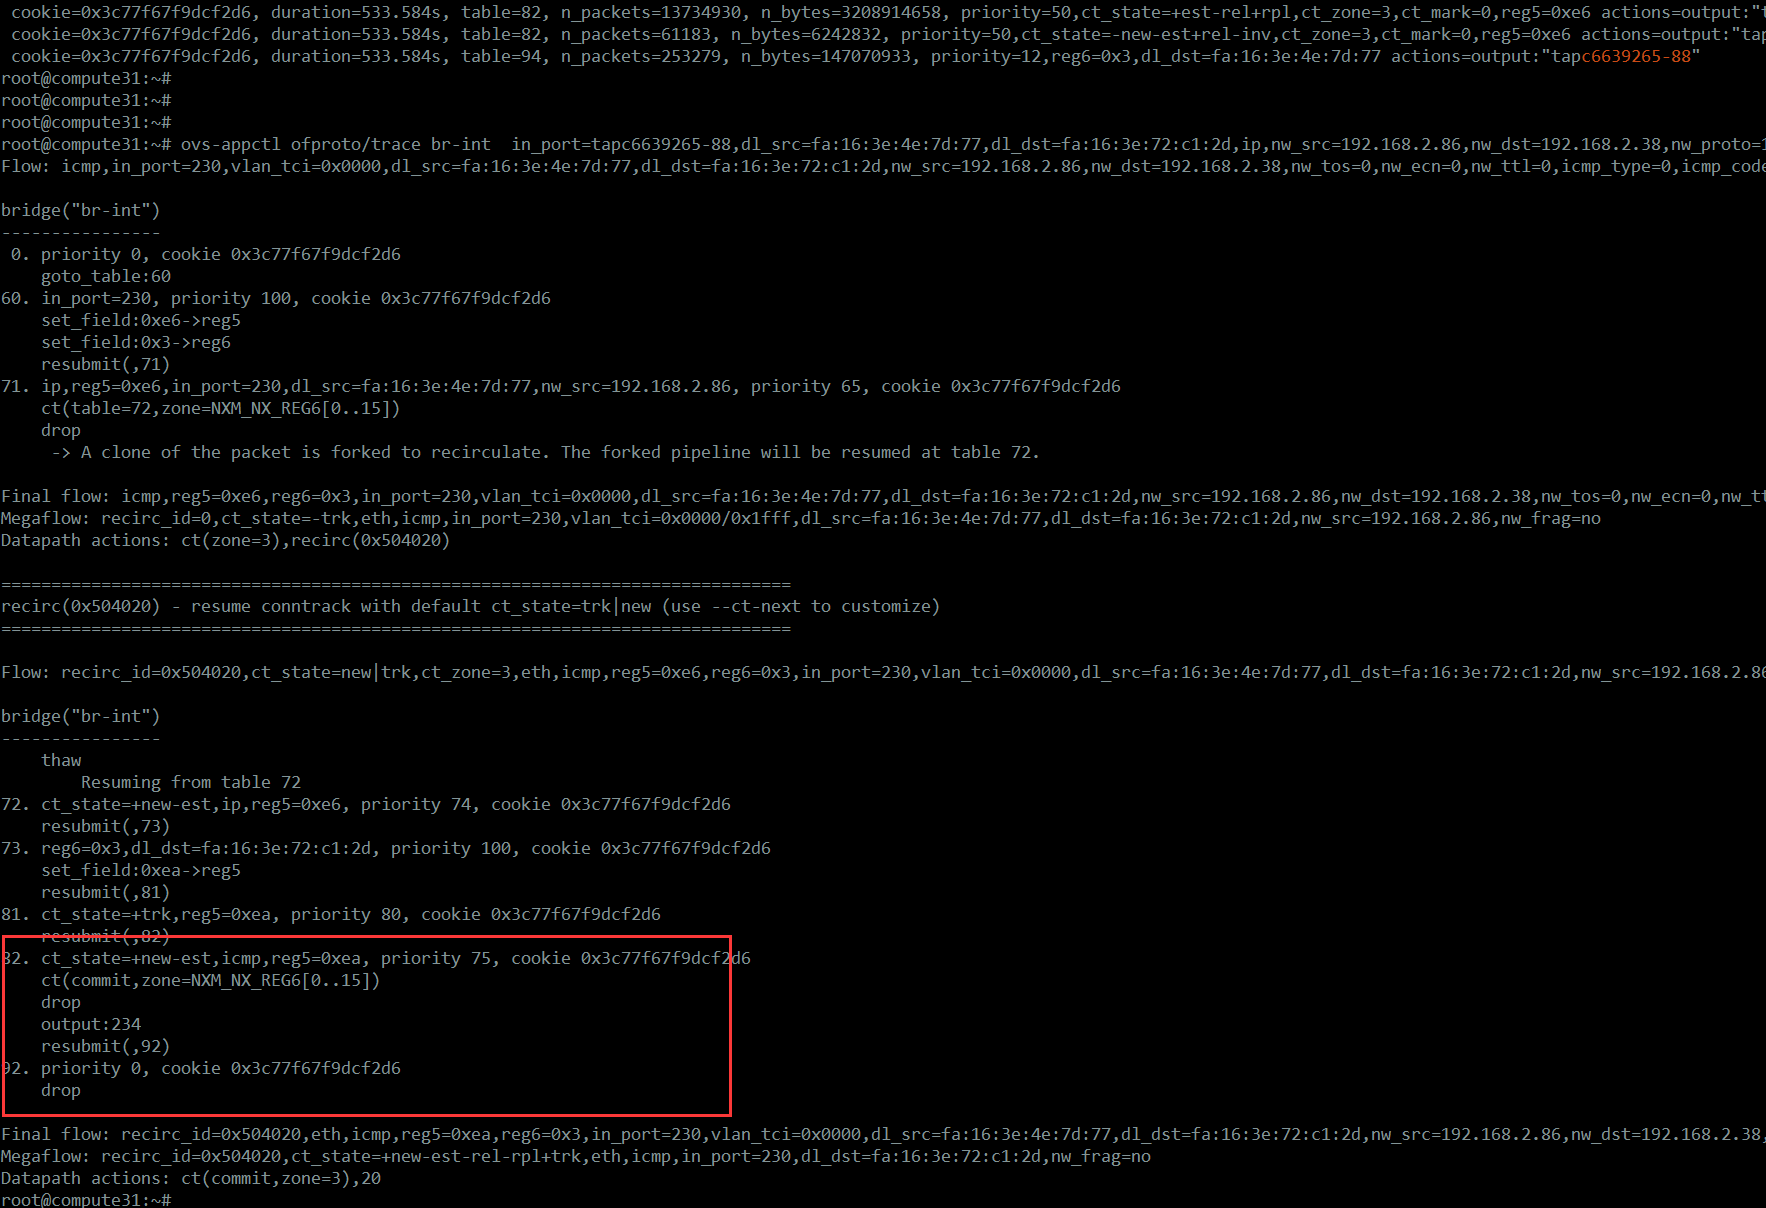 cookie=0x3c77f67f9dcf2d6, duration=533.584s, table=82, n_packets=13734930, n_bytes=3208914658, priority=50,ct_state=+est-rel+rpl,ct_zone=3,ct_mark=0,reg5=0xe6 actions=output:"t
cookie=0x3c77f67f9dcf2d6, duration=533.584s, table=82, n_packets=61183, n_bytes=6242832, priority=50,ct_state=-new-est+rel-inv,ct_zone=3,ct_mark=0,reg5=0xe6 actions=output:"tap
cookie=0x3c77f67f9dcf2d6, duration=533.584s, table=94, n_packets=253279, n_bytes=147070933, priority=12,reg6=0x3,dl_dst=fa:16:3e:4e:7d:77 actions=output:"tapc6639265-88"
root@compute31:~#
root@compute31:~#
root@compute31:~#
root@compute31:~# ovs-appctl ofproto/trace br-int  in_port=tapc6639265-88,dl_src=fa:16:3e:4e:7d:77,dl_dst=fa:16:3e:72:c1:2d,ip,nw_src=192.168.2.86,nw_dst=192.168.2.38,nw_proto=1
Flow: icmp,in_port=230,vlan_tci=0x0000,dl_src=fa:16:3e:4e:7d:77,dl_dst=fa:16:3e:72:c1:2d,nw_src=192.168.2.86,nw_dst=192.168.2.38,nw_tos=0,nw_ecn=0,nw_ttl=0,icmp_type=0,icmp_code
bridge("br-int")
----------------
0. priority 0, cookie 0x3c77f67f9dcf2d6
goto_table:60
60. in_port=230, priority 100, cookie 0x3c77f67f9dcf2d6
set_field:0xe6->reg5
set_field:0x3->reg6
resubmit(,71)
71. ip,reg5=0xe6,in_port=230,dl_src=fa:16:3e:4e:7d:77,nw_src=192.168.2.86, priority 65, cookie 0x3c77f67f9dcf2d6
ct(table=72,zone=NXM_NX_REG6[0..15])
drop
-> A clone of the packet is forked to recirculate. The forked pipeline will be resumed at table 72.
Final flow: icmp,reg5=0xe6,reg6=0x3,in_port=230,vlan_tci=0x0000,dl_src=fa:16:3e:4e:7d:77,dl_dst=fa:16:3e:72:c1:2d,nw_src=192.168.2.86,nw_dst=192.168.2.38,nw_tos=0,nw_ecn=0,nw_tt
Megaflow: recirc_id=0,ct_state=-trk,eth,icmp,in_port=230,vlan_tci=0x0000/0x1fff,dl_src=fa:16:3e:4e:7d:77,dl_dst=fa:16:3e:72:c1:2d,nw_src=192.168.2.86,nw_frag=no
Datapath actions: ct(zone=3),recirc(0x504020)
===============================================================================
recirc(0x504020) - resume conntrack with default ct_state=trk|new (use --ct-next to customize)
===============================================================================
Flow: recirc_id=0x504020,ct_state=new|trk,ct_zone=3,eth,icmp,reg5=0xe6,reg6=0x3,in_port=230,vlan_tci=0x0000,dl_src=fa:16:3e:4e:7d:77,dl_dst=fa:16:3e:72:c1:2d,nw_src=192.168.2.86
bridge("br-int")
----------------
thaw
Resuming from table 72
72. ct_state=+new-est,ip,reg5=0xe6, priority 74, cookie 0x3c77f67f9dcf2d6
resubmit(,73)
73. reg6=0x3,dl_dst=fa:16:3e:72:c1:2d, priority 100, cookie 0x3c77f67f9dcf2d6
set_field:0xea->reg5
resubmit(,81)
81. ct_state=+trk,reg5=0xea, priority 80, cookie 0x3c77f67f9dcf2d6
resubmit(,82)
82. ct_state=+new-est,icmp,reg5=0xea, priority 75, cookie 0x3c77f67f9dcf2d6
ct(commit,zone=NXM_NX_REG6[0..15])
drop
output:234
resubmit(,92)
92. priority 0, cookie 0x3c77f67f9dcf2d6
drop
Final flow: recirc_id=0x504020,eth,icmp,reg5=0xea,reg6=0x3,in_port=230,vlan_tci=0x0000,dl_src=fa:16:3e:4e:7d:77,dl_dst=fa:16:3e:72:c1:2d,nw_src=192.168.2.86,nw_dst=192.168.2.38,
Megaflow: recirc_id=0x504020,ct_state=+new-est-rel-rpl+trk,eth,icmp,in_port=230,dl_dst=fa:16:3e:72:c1:2d,nw_frag=no
Datapath actions: ct(commit,zone=3),20
root@compute31:~#